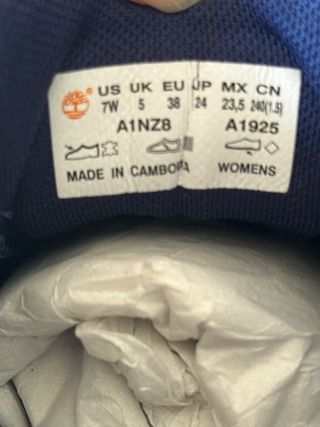 US UK EU JP MX CN
7W 5 38 24 23,5 240(1.5)
A1NZ8 A1925
MADE IN CAMBODIA WOMENS